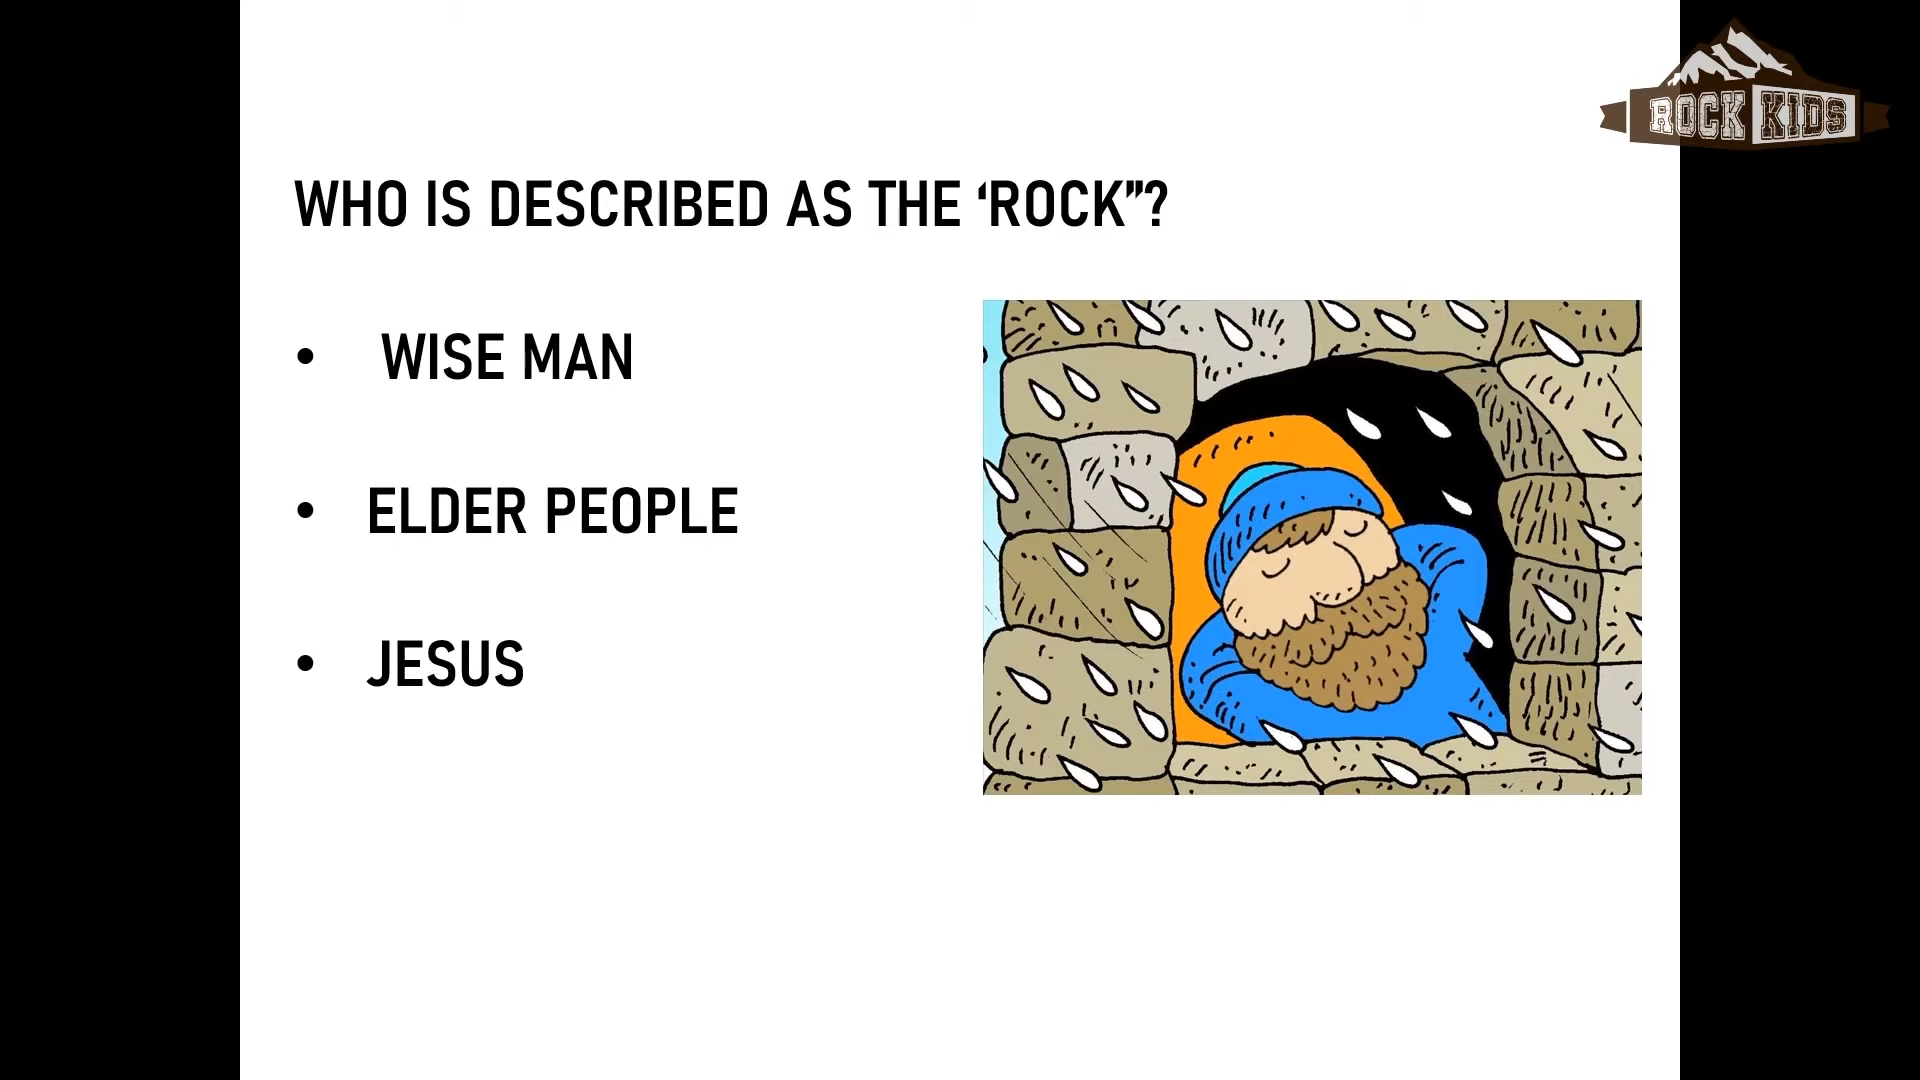 ROCK KIDS
WHO IS DESCRIBED AS THE ‘ROCK”?
• WISE MAN
• ELDER PEOPLE
• JESUS